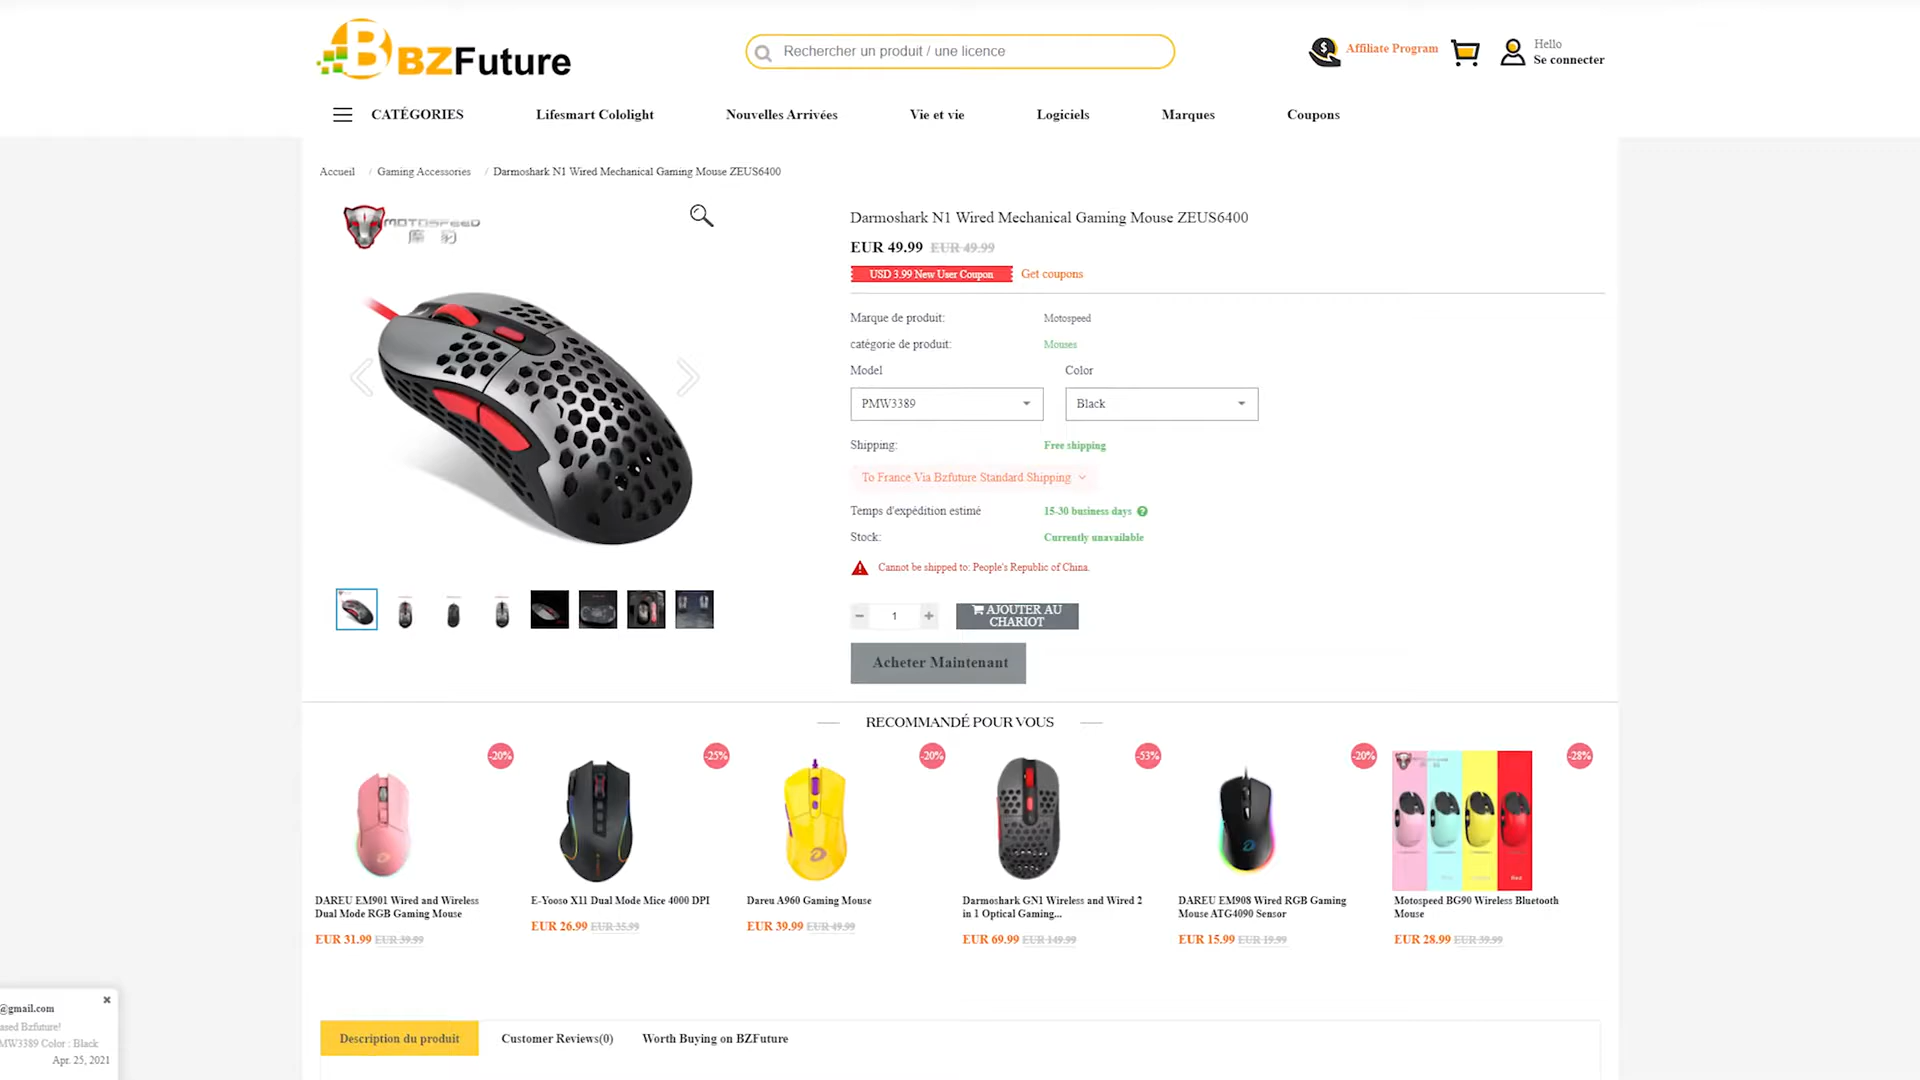 BZFuture
Rechercher un produit / une licence
Affiliate Program
Hello
Se connecter
CATÉGORIES
Lifesmart Cololight
Nouvelles Arrivées
Vie et vie
Logiciels
Marques
Coupons
Accueil / Gaming Accessories / Darmoshark N1 Wired Mechanical Gaming Mouse ZEUS6400
MOTOSPEED
Darmoshark N1 Wired Mechanical Gaming Mouse ZEUS6400
EUR 49.99 EUR 49.99
USD 3.99 New User Coupon Get coupons
Marque de produit: Motospeed
catégorie de produit: Mouses
Model Color
PMW3389 Black
Shipping: Free shipping
To France Via Bzfuture Standard Shipping
Temps d'expédition estimé 15-30 business days
Stock: Currently unavailable
Cannot be shipped to: People's Republic of China.
1
AJOUTER AU
CHARIOT
Acheter Maintenant
RECOMMANDÉ POUR VOUS
-20%
-25%
-20%
-53%
-20%
-28%
DAREU EM901 Wired and Wireless
Dual Mode RGB Gaming Mouse
EUR 31.99 EUR 39.99
E-Yooso X11 Dual Mode Mice 4000 DPI
EUR 26.99 EUR 35.99
Dareu A960 Gaming Mouse
EUR 39.99 EUR 49.99
Darmoshark GN1 Wireless and Wired 2
in 1 Optical Gaming...
EUR 69.99 EUR 149.99
DAREU EM908 Wired RGB Gaming
Mouse ATG4090 Sensor
EUR 15.99 EUR 19.99
Motospeed BG90 Wireless Bluetooth
Mouse
EUR 28.99 EUR 39.99
@gmail.com
ased Bzfuture!
MW3389 Color : Black
Apr. 25, 2021
Description du produit
Customer Reviews(0)
Worth Buying on BZFuture